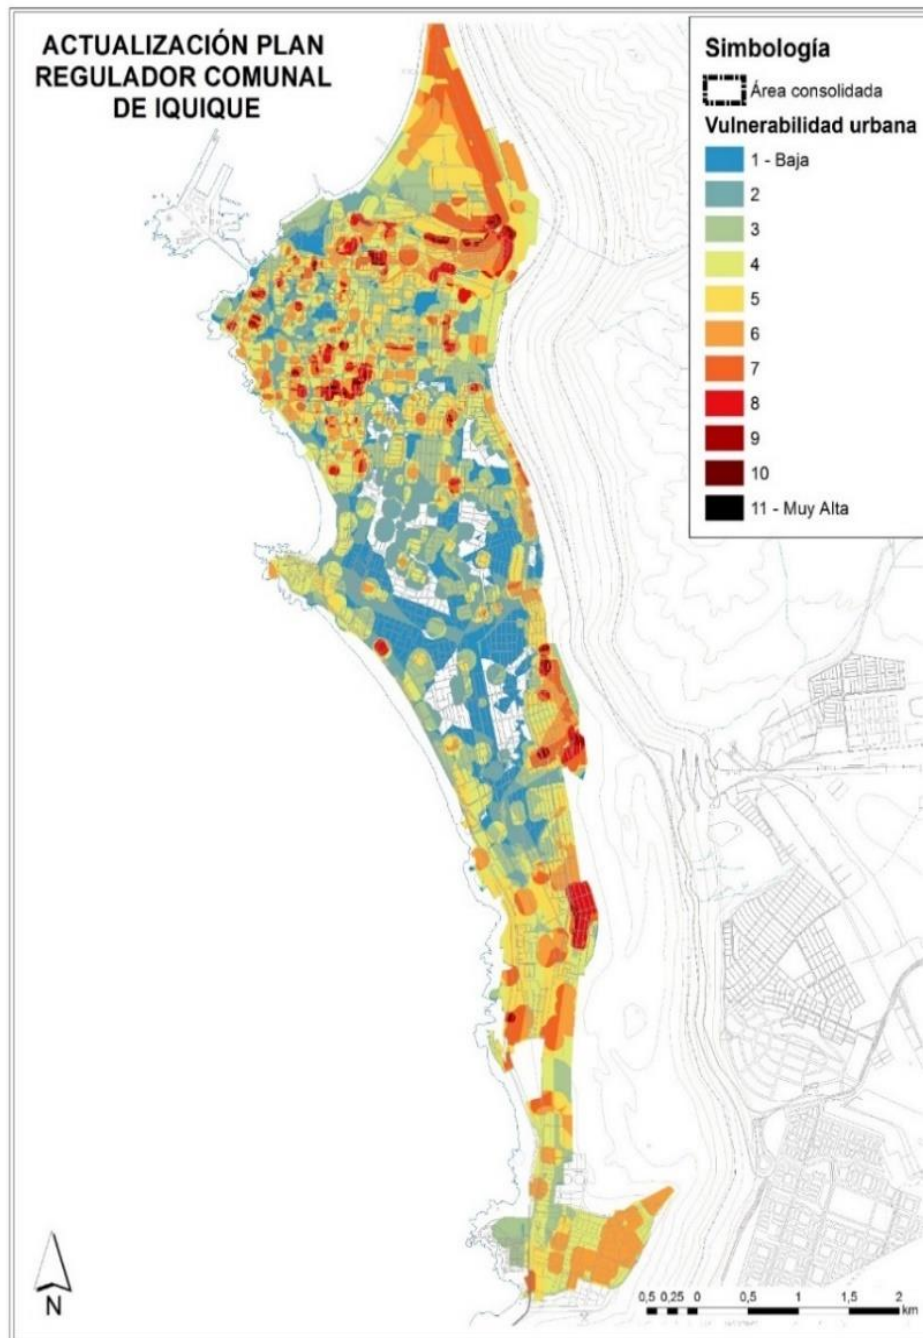 ACTUALIZACIÓN PLAN
REGULADOR COMUNAL
DE IQUIQUE
Simbología
Área consolidada
Vulnerabilidad urbana
1 - Baja
2
3
4
5
6
7
8
9
10
11 - Muy Alta
N
0,5 0,25 0 0,5 1 1,5 2
km